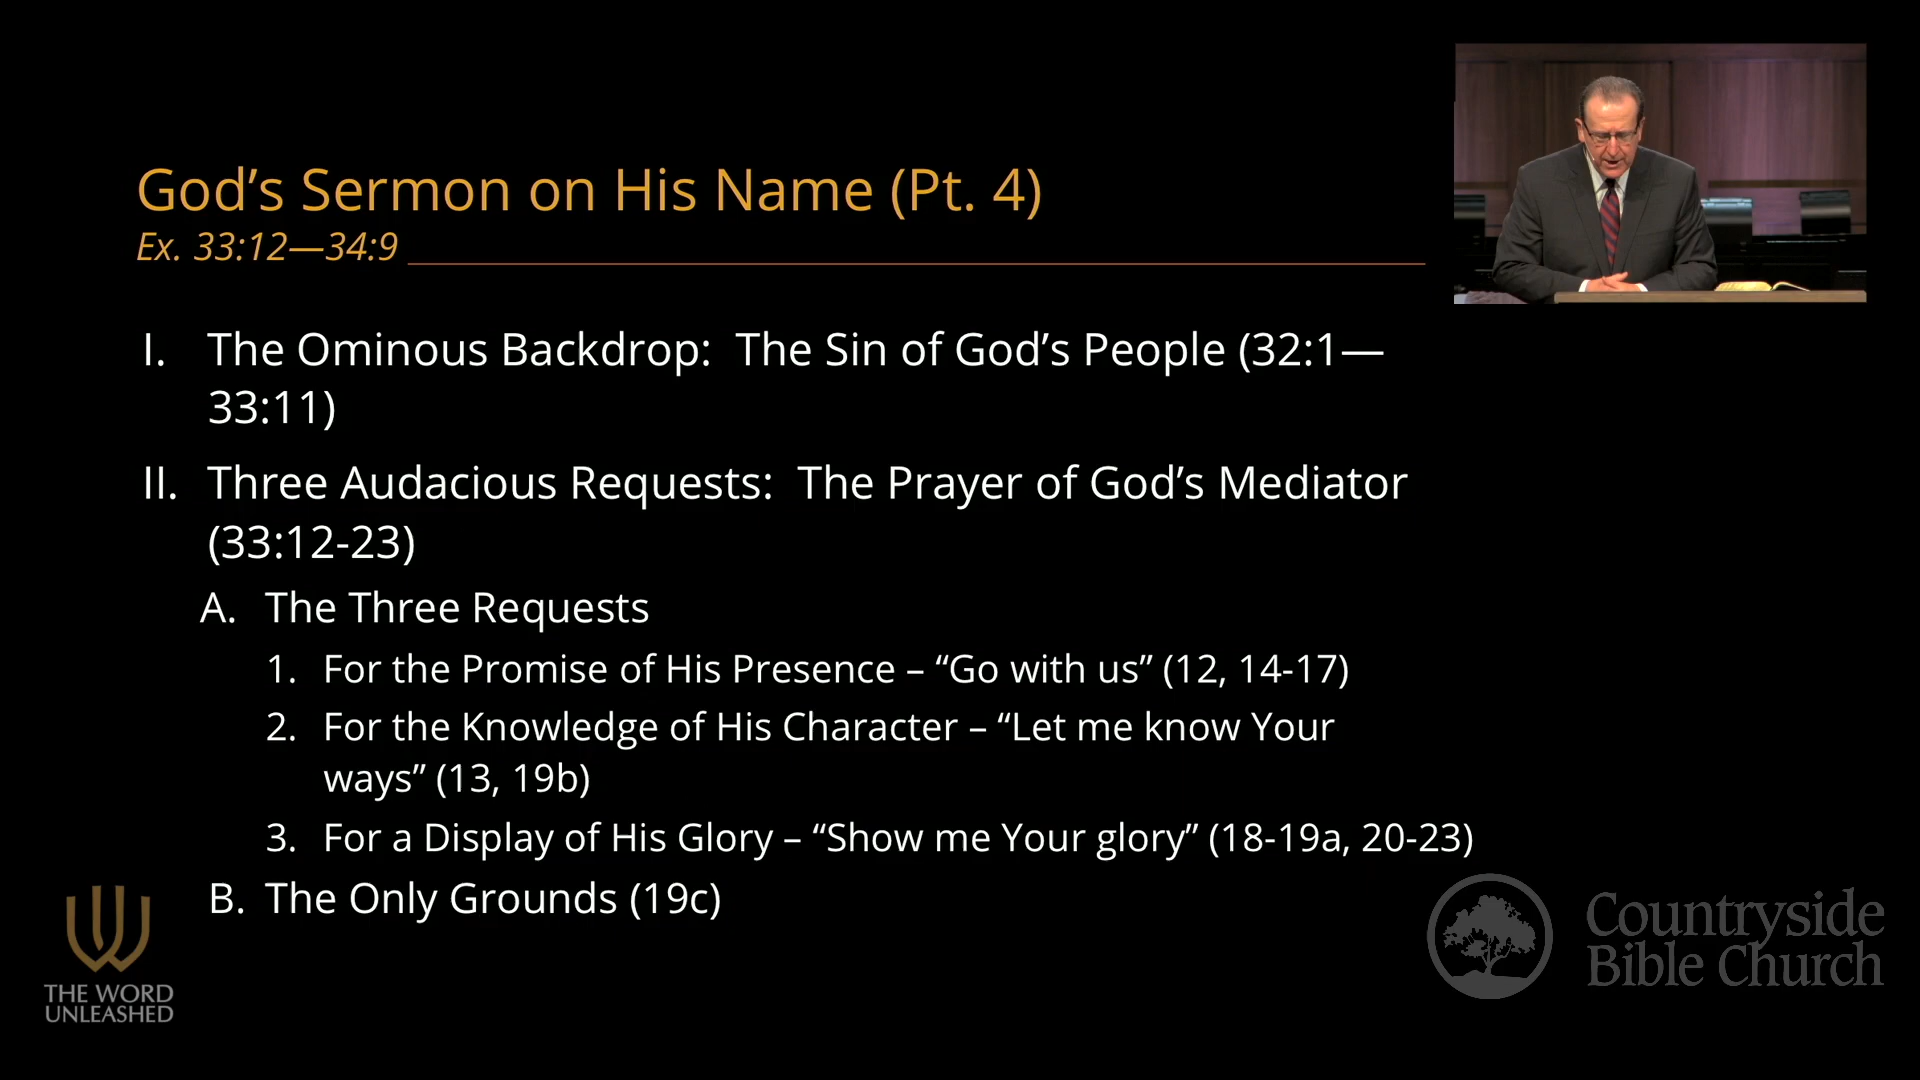 God’s Sermon on His Name (Pt. 4)
Ex. 33:12—34:9
I. The Ominous Backdrop:  The Sin of God’s People (32:1—
33:11)
II. Three Audacious Requests:  The Prayer of God’s Mediator
(33:12-23)
A. The Three Requests
1. For the Promise of His Presence – “Go with us” (12, 14-17)
2. For the Knowledge of His Character – “Let me know Your
ways” (13, 19b)
3. For a Display of His Glory – “Show me Your glory” (18-19a, 20-23)
B. The Only Grounds (19c)
THE WORD
UNLEASHED
Countryside
Bible Church